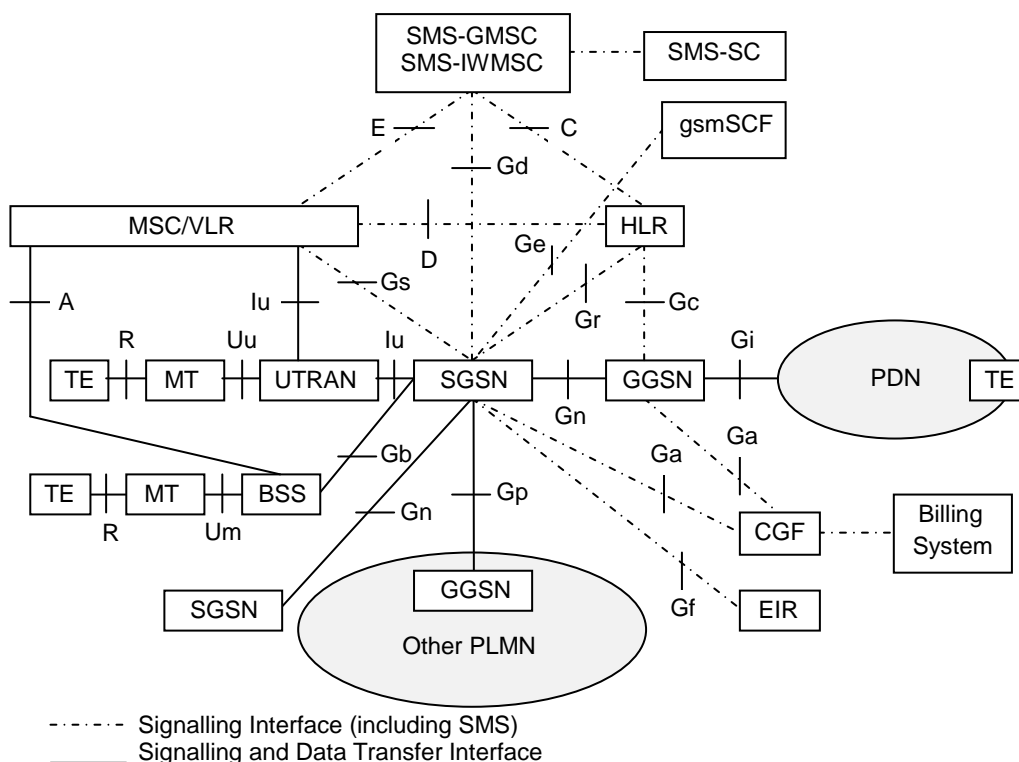 SMS-GMSC
SMS-IWMSC
SMS-SC
gsmSCF
E
C
Gd
MSC/VLR
HLR
D
Ge
Gs
A
Iu
Gr
Gc
R
Uu
Iu
Gi
TE
MT
UTRAN
SGSN
GGSN
PDN
TE
Gn
Gb
Ga
Ga
TE
MT
BSS
Gp
R
Um
Gn
CGF
Billing
System
SGSN
GGSN
Gf
EIR
Other PLMN
Signalling Interface (including SMS)
Signalling and Data Transfer Interface